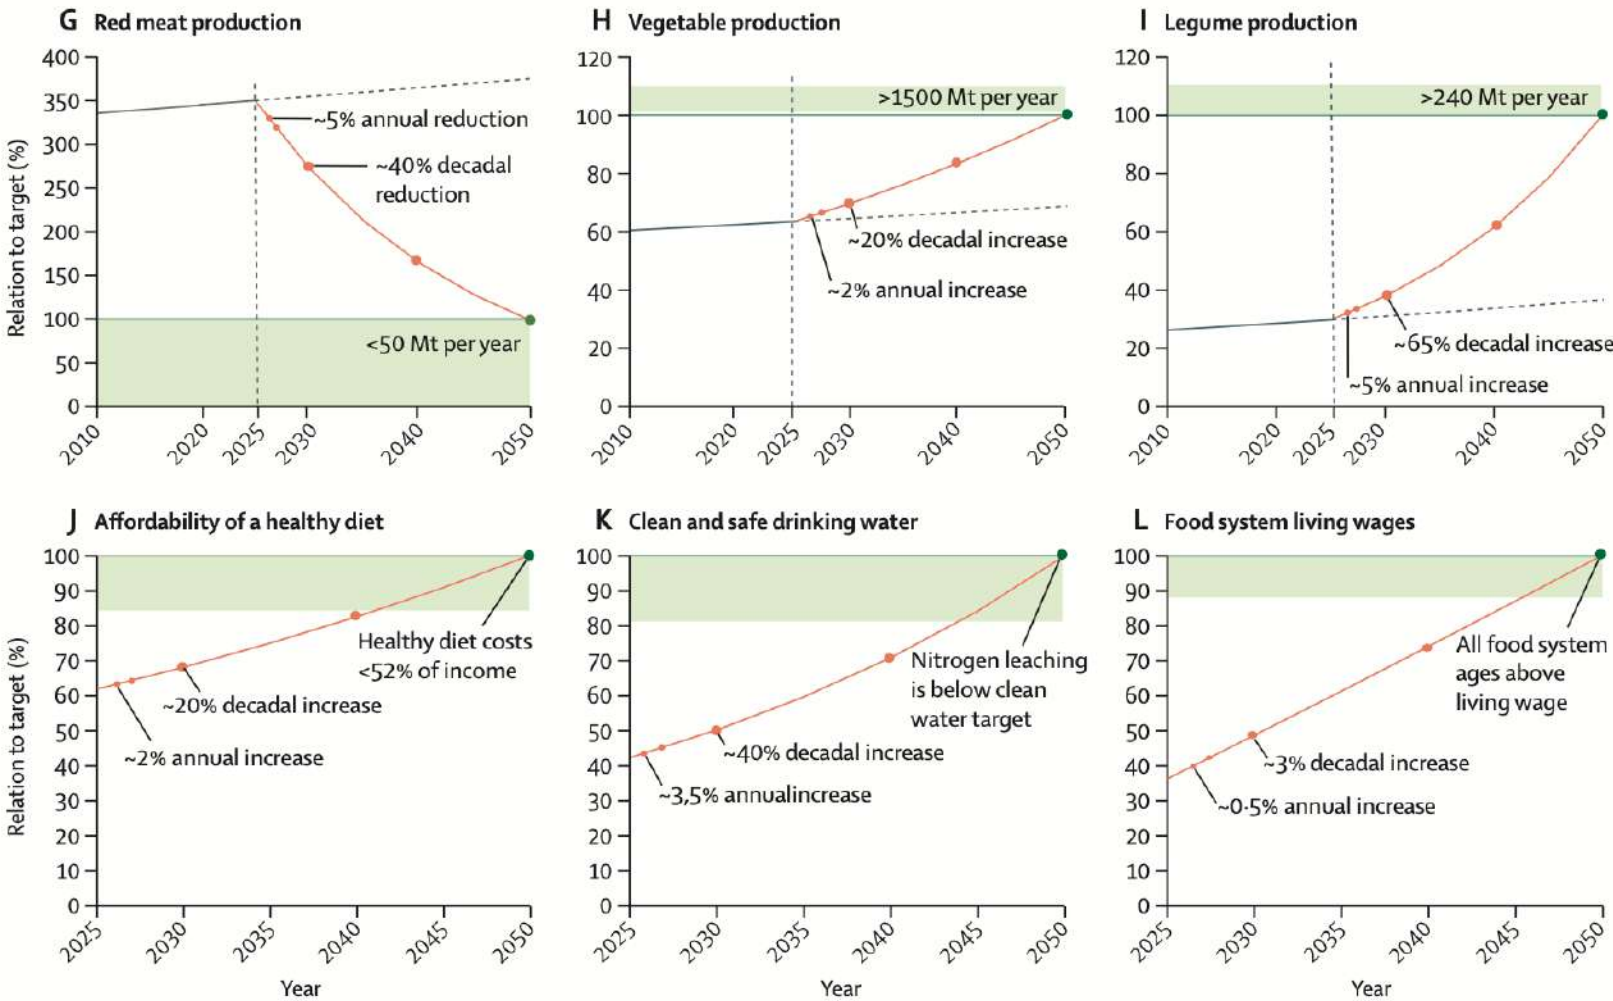 G Red meat production
400
350
300
250
200
150
100
50
0
Relation to target (%)
~5% annual reduction
~40% decadal
reduction
<50 Mt per year
2010
2020
2025
2030
2040
2050
H Vegetable production
120
100
80
60
40
20
0
>1500 Mt per year
~20% decadal increase
~2% annual increase
2010
2020
2025
2030
2040
2050
I Legume production
120
100
80
60
40
20
0
>240 Mt per year
~65% decadal increase
~5% annual increase
2010
2020
2025
2030
2040
2050
J Affordability of a healthy diet
100
90
80
70
60
50
40
30
20
10
0
Relation to target (%)
Healthy diet costs
<52% of income
~20% decadal increase
~2% annual increase
2025
2030
2035
2040
2045
2050
Year
K Clean and safe drinking water
100
90
80
70
60
50
40
30
20
10
0
Nitrogen leaching
is below clean
water target
~40% decadal increase
~3,5% annualincrease
2025
2030
2035
2040
2045
2050
Year
L Food system living wages
100
90
80
70
60
50
40
30
20
10
0
All food system
ages above
living wage
~3% decadal increase
~0·5% annual increase
2025
2030
2035
2040
2045
2050
Year